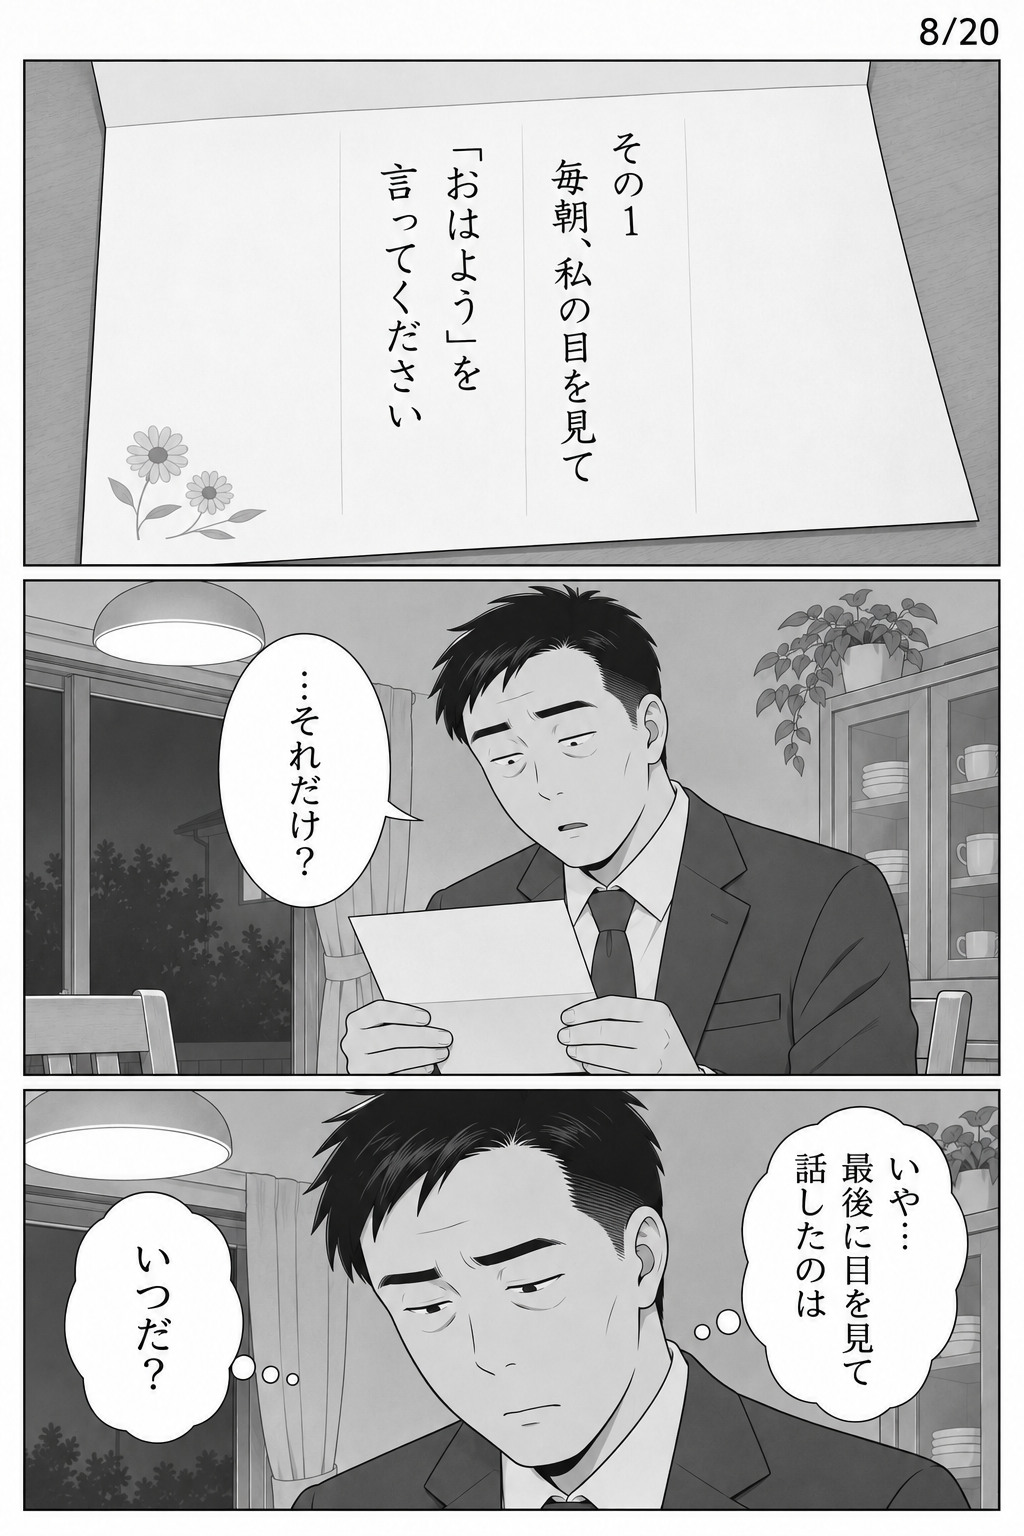 8/20
その1
毎朝、私の目を見て
「おはよう」を
言ってください
…それだけ?
いや…
最後に目を見て
話したのは
いつだ?